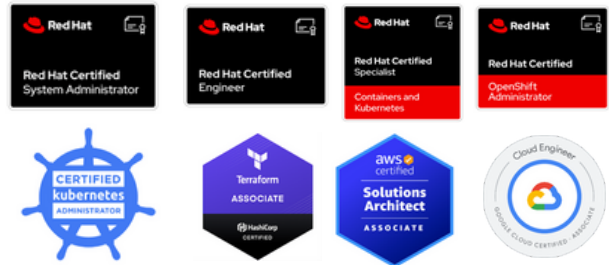 Red Hat
Red Hat Certified
System Administrator
Red Hat
Red Hat Certified
Engineer
Red Hat
Red Hat Certified
Specialist
Containers and
Kubernetes
Red Hat
Red Hat Certified
OpenShift
Administrator
CERTIFIED
kubernetes
ADMINISTRATOR
Terraform
ASSOCIATE
HashiCorp
CERTIFIED
aws
certified
Solutions
Architect
ASSOCIATE
Cloud Engineer
GOOGLE CLOUD CERTIFIED · ASSOCIATE